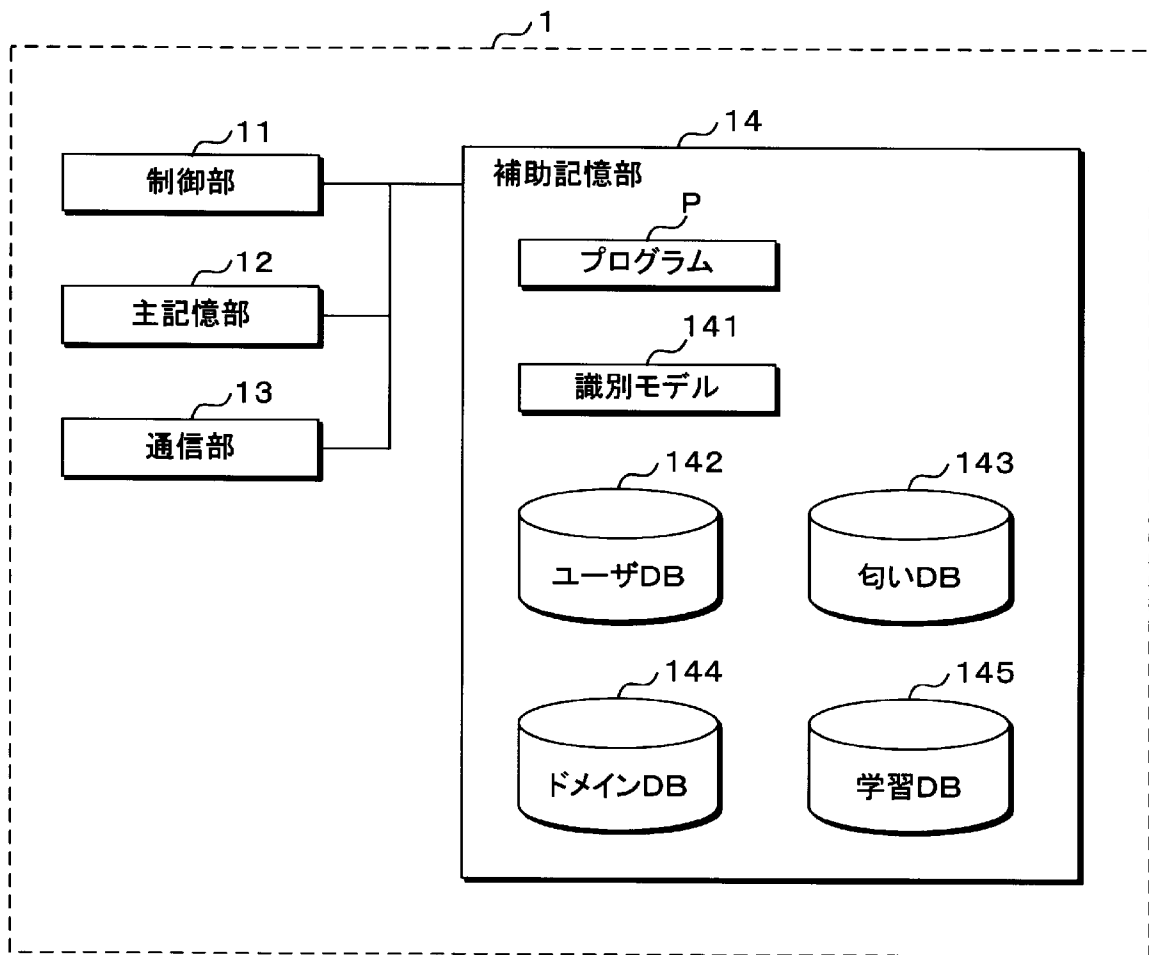 1
11
制御部
12
主記憶部
13
通信部
14
補助記憶部
P
プログラム
141
識別モデル
142
ユーザDB
143
匂いDB
144
ドメインDB
145
学習DB